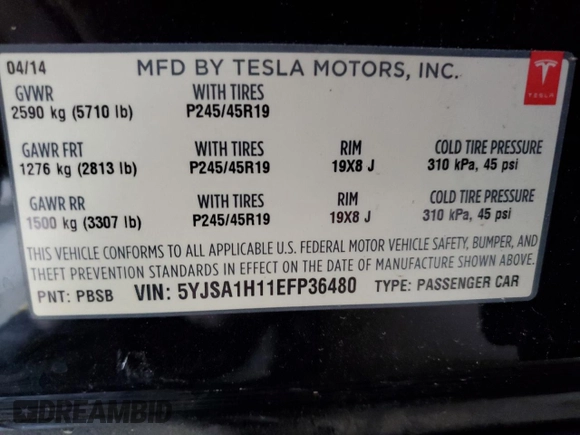 04/14 MFD BY TESLA MOTORS, INC.
GVWR WITH TIRES
2590 kg (5710 lb) P245/45R19
GAWR FRT WITH TIRES RIM COLD TIRE PRESSURE
1276 kg (2813 lb) P245/45R19 19X8 J 310 kPa, 45 psi
GAWR RR WITH TIRES RIM COLD TIRE PRESSURE
1500 kg (3307 lb) P245/45R19 19X8 J 310 kPa, 45 psi
THIS VEHICLE CONFORMS TO ALL APPLICABLE U.S. FEDERAL MOTOR VEHICLE SAFETY, BUMPER, AND
THEFT PREVENTION STANDARDS IN EFFECT ON THE DATE OF MANUFACTURE SHOWN ABOVE.
PNT: PBSB VIN: 5YJSA1H11EFP36480 TYPE: PASSENGER CAR
TESLA
DREAMBID